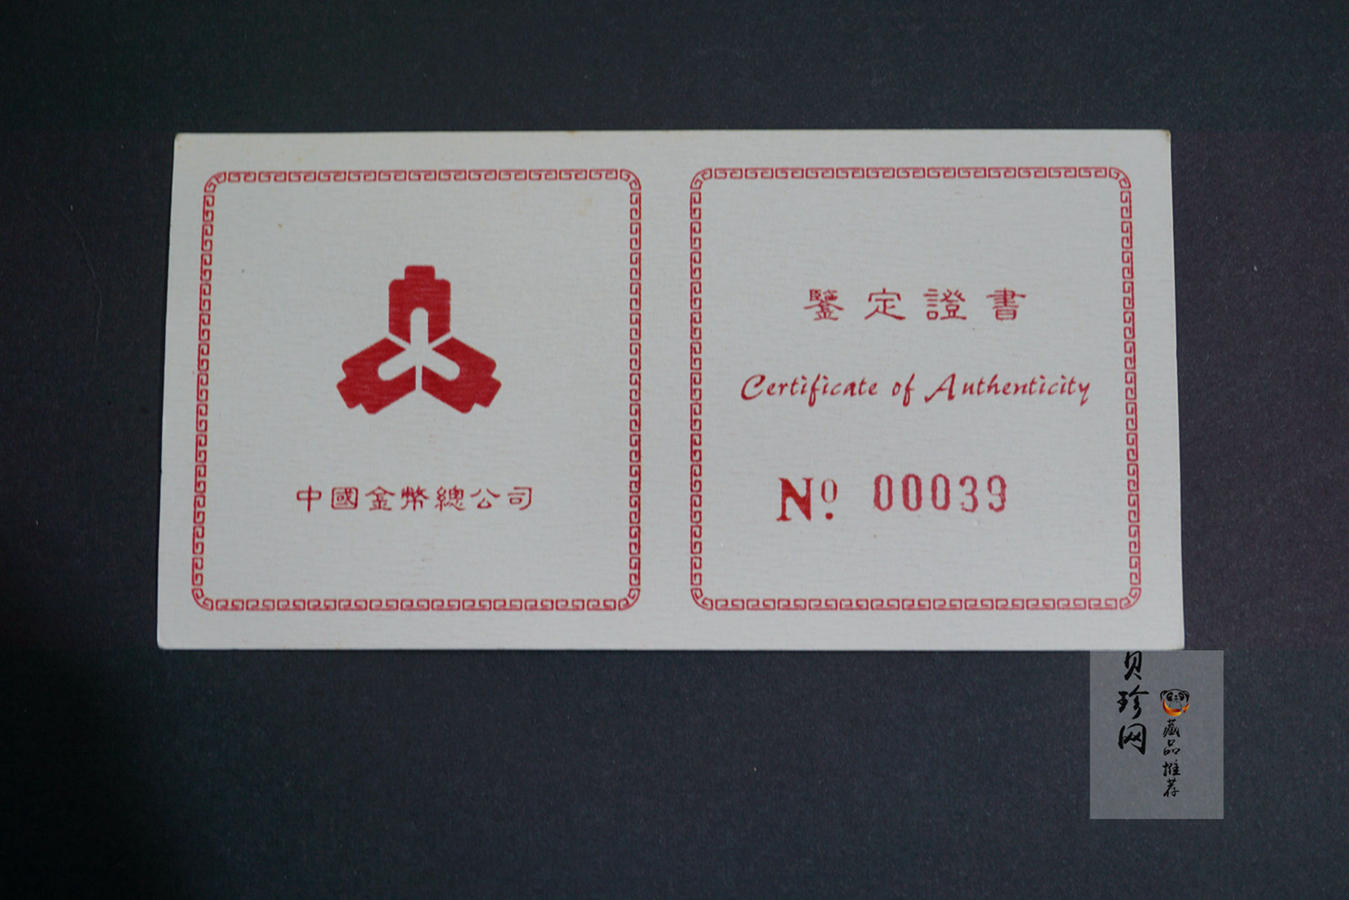 中國金幣總公司
鑒定證書
Certificate of Authenticity
Nº. 00039
贝珍网
藏品推荐